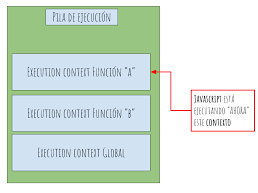 Pila de ejecución
Execution context Función "A"
Execution context Función "B"
Execution context Global
Javascript está
ejecutando "AHORA"
este contexto